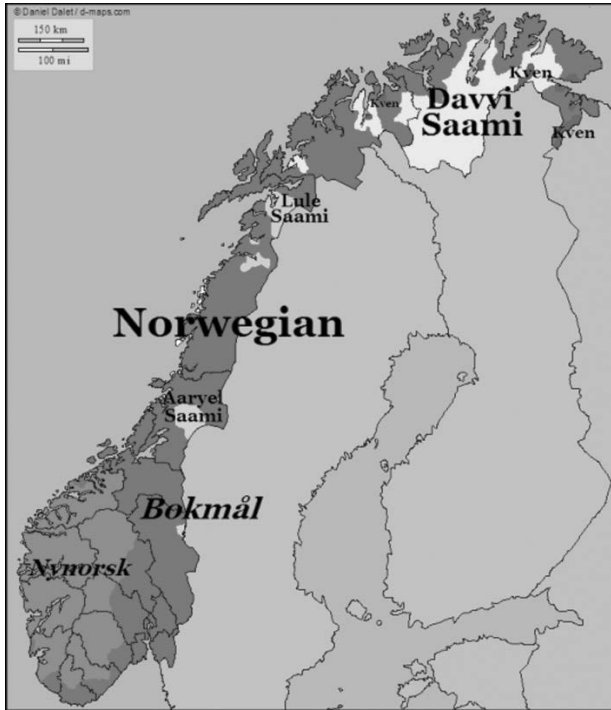 ©Daniel Dalet / d-maps.com
150 km
100 mi
Kven
Kven
Davvi
Saami
Kven
Lule
Saami
Norwegian
Aaryel
Saami
Bokmål
Nynorsk